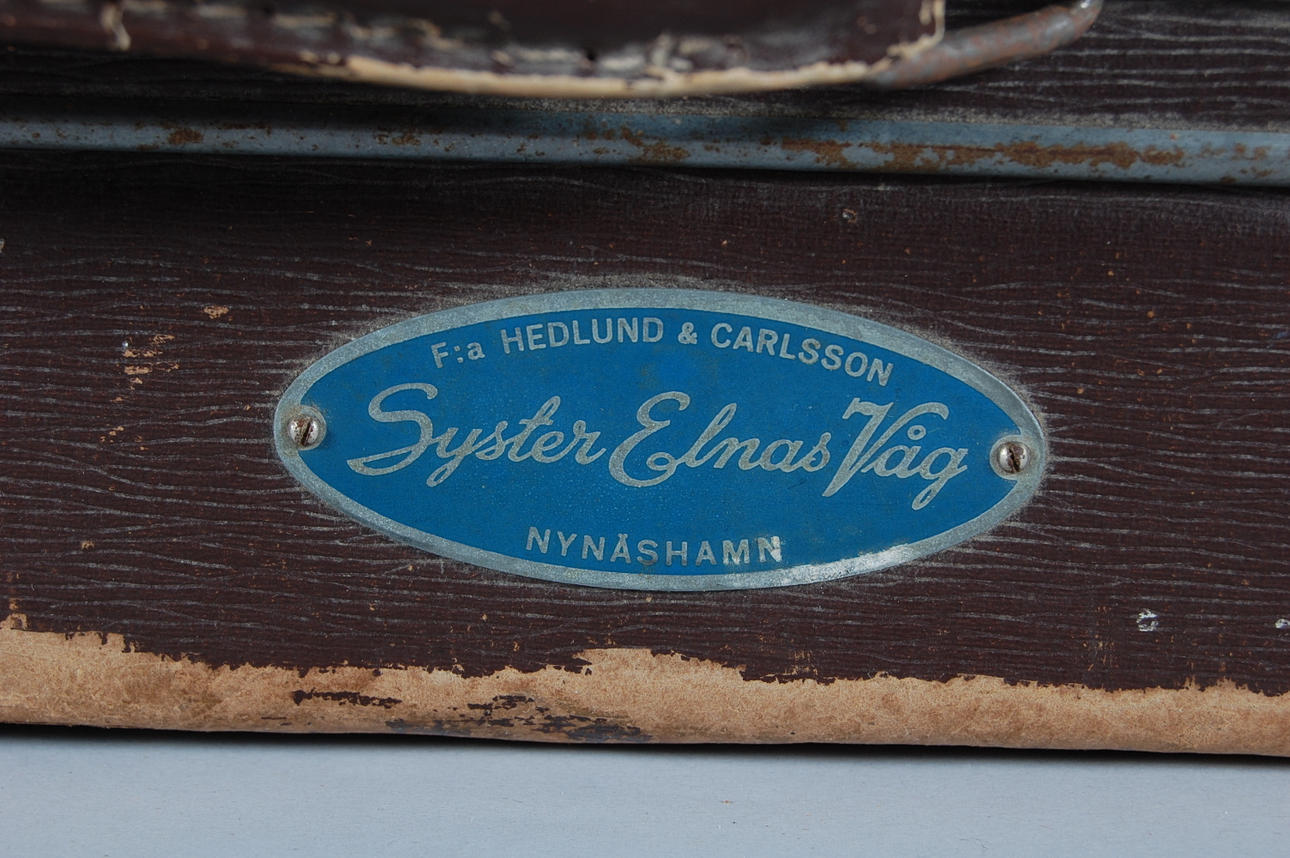 F:a HEDLUND & CARLSSON
Syster Elnas Våg
NYNÄSHAMN